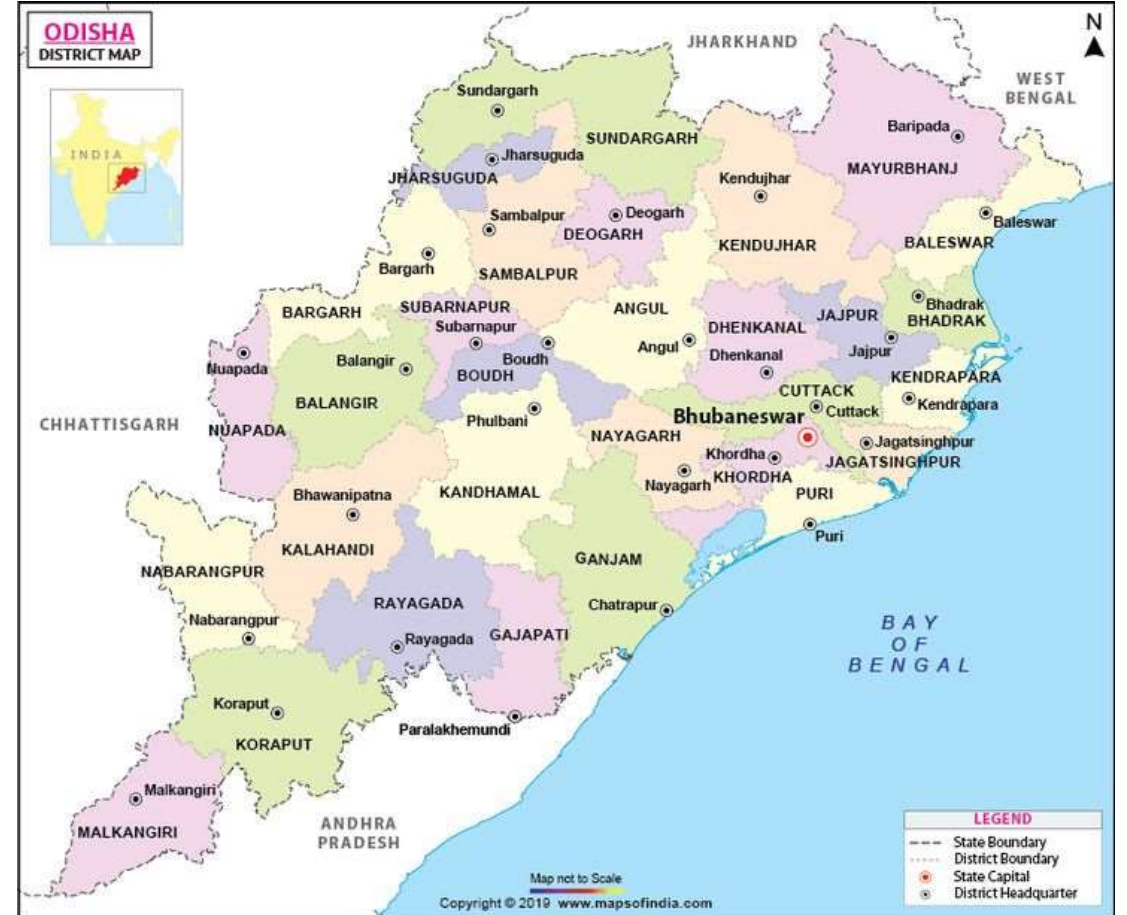 ODISHA
DISTRICT MAP
INDIA
N
JHARKHAND
WEST
BENGAL
CHHATTISGARH
ANDHRA
PRADESH
BAY
OF
BENGAL
Sundargarh
SUNDARGARH
Jharsuguda
JHARSUGUDA
Baripada
MAYURBHANJ
Kendujhar
KENDUJHAR
Sambalpur
SAMBALPUR
Deogarh
DEOGARH
Baleswar
BALESWAR
Bargarh
BARGARH
SUBARNAPUR
Subarnapur
ANGUL
Angul
DHENKANAL
Dhenkanal
JAJPUR
Jajpur
Bhadrak
BHADRAK
Nuapada
NUAPADA
Balangir
BALANGIR
Boudh
BOUDH
KENDRAPARA
Kendrapara
CUTTACK
Cuttack
Bhubaneswar
Phulbani
KANDHAMAL
NAYAGARH
Nayagarh
Khordha
KHORDHA
Jagatsinghpur
JAGATSINGHPUR
PURI
Puri
Bhawanipatna
KALAHANDI
GANJAM
Chatrapur
NABARANGPUR
Nabarangpur
RAYAGADA
Rayagada
GAJAPATI
Paralakhemundi
Koraput
KORAPUT
Malkangiri
MALKANGIRI
LEGEND
State Boundary
District Boundary
State Capital
District Headquarter
Map not to Scale
Copyright © 2019 www.mapsofindia.com